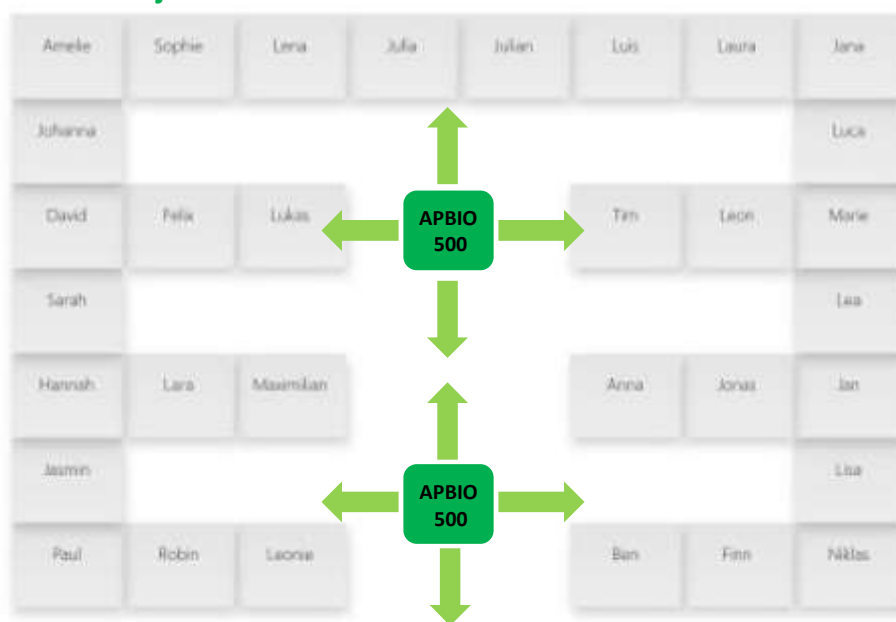 Amelie Sophie Lena Julia Julian Luis Laura Jana
Johanna Luca
David Felix Lukas APBIO 500 Tim Leon Marie
Sarah Lea
Hannah Lara Maximilian Anna Jonas Jan
Jasmin APBIO 500 Lisa
Paul Robin Leonie Ben Finn Niklas